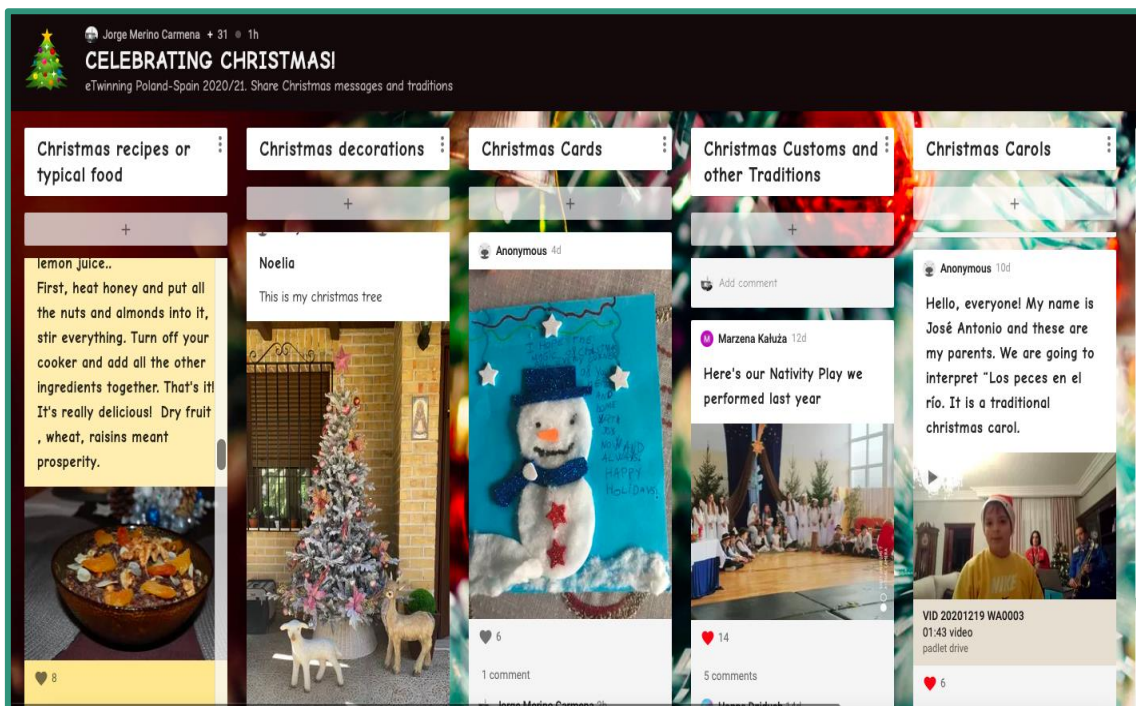 Jorge Merino Carmena + 31 1h
CELEBRATING CHRISTMAS!
eTwinning Poland-Spain 2020/21. Share Christmas messages and traditions
Christmas recipes or
typical food
+
lemon juice..
First, heat honey and put all
the nuts and almonds into it,
stir everything. Turn off your
cooker and add all the other
ingredients together. That's it!
It's really delicious! Dry fruit
, wheat, raisins meant
prosperity.
8
Christmas decorations
+
Noelia
This is my christmas tree
Christmas Cards
+
Anonymous 4d
AND
ALWAYS
HAPPY
HOLIDAYS!
6
1 comment
Jorge Merino Carmena
Christmas Customs and
other Traditions
+
Add comment
M Marzena Kałuża 12d
Here's our Nativity Play we
performed last year
14
5 comments
Christmas Carols
+
Anonymous 10d
Hello, everyone! My name is
José Antonio and these are
my parents. We are going to
interpret "Los peces en el
río. It is a traditional
christmas carol.
NIKE
VID 20201219 WA0003
01:43 video
padlet drive
6